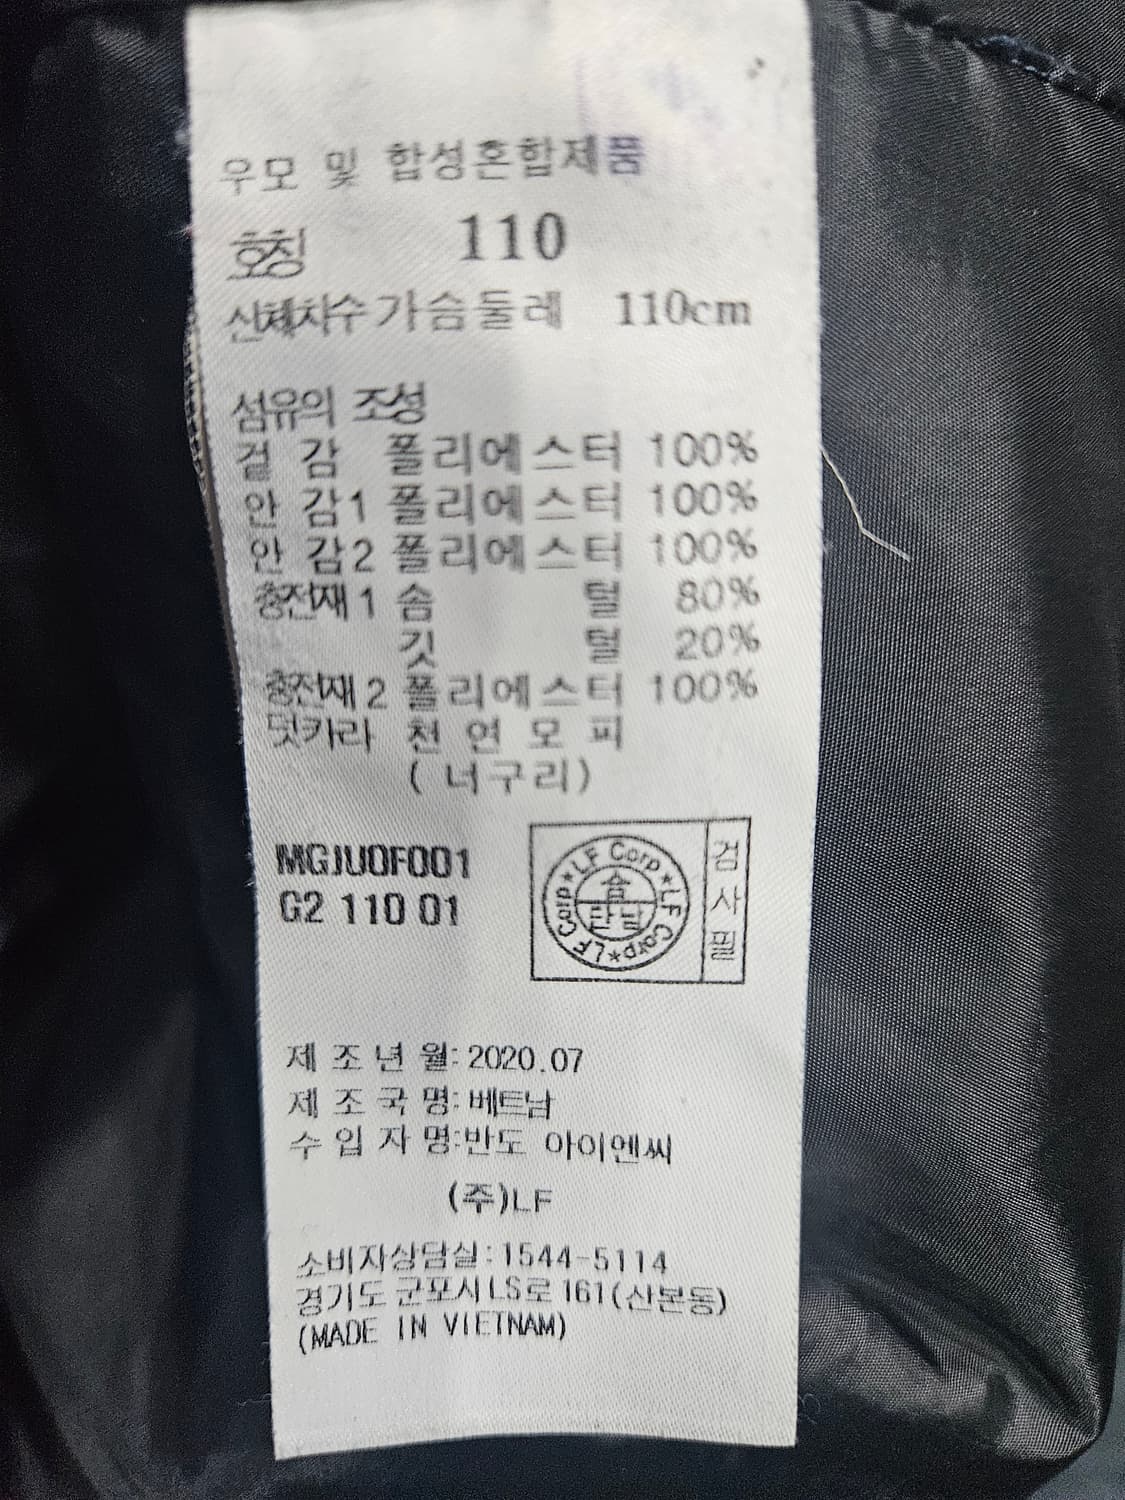 우모 및 합성혼합제품
호칭 110
신체치수 가슴둘레 110cm
섬유의 조성
겉 감 폴리에스터 100%
안 감1 폴리에스터 100%
안 감2 폴리에스터 100%
충전재1 솜 털 80%
깃 털 20%
충전재2 폴리에스터 100%
덧카라 천연모피
(너구리)
MGJU0F001
G2 110 01
LF Corp★LF Corp★LF Corp★
검사필
제조년월: 2020.07
제조국명: 베트남
수입자명:반도 아이엔씨
(주)LF
소비자상담실:1544-5114
경기도 군포시 LS로 161(산본동)
(MADE IN VIETNAM)